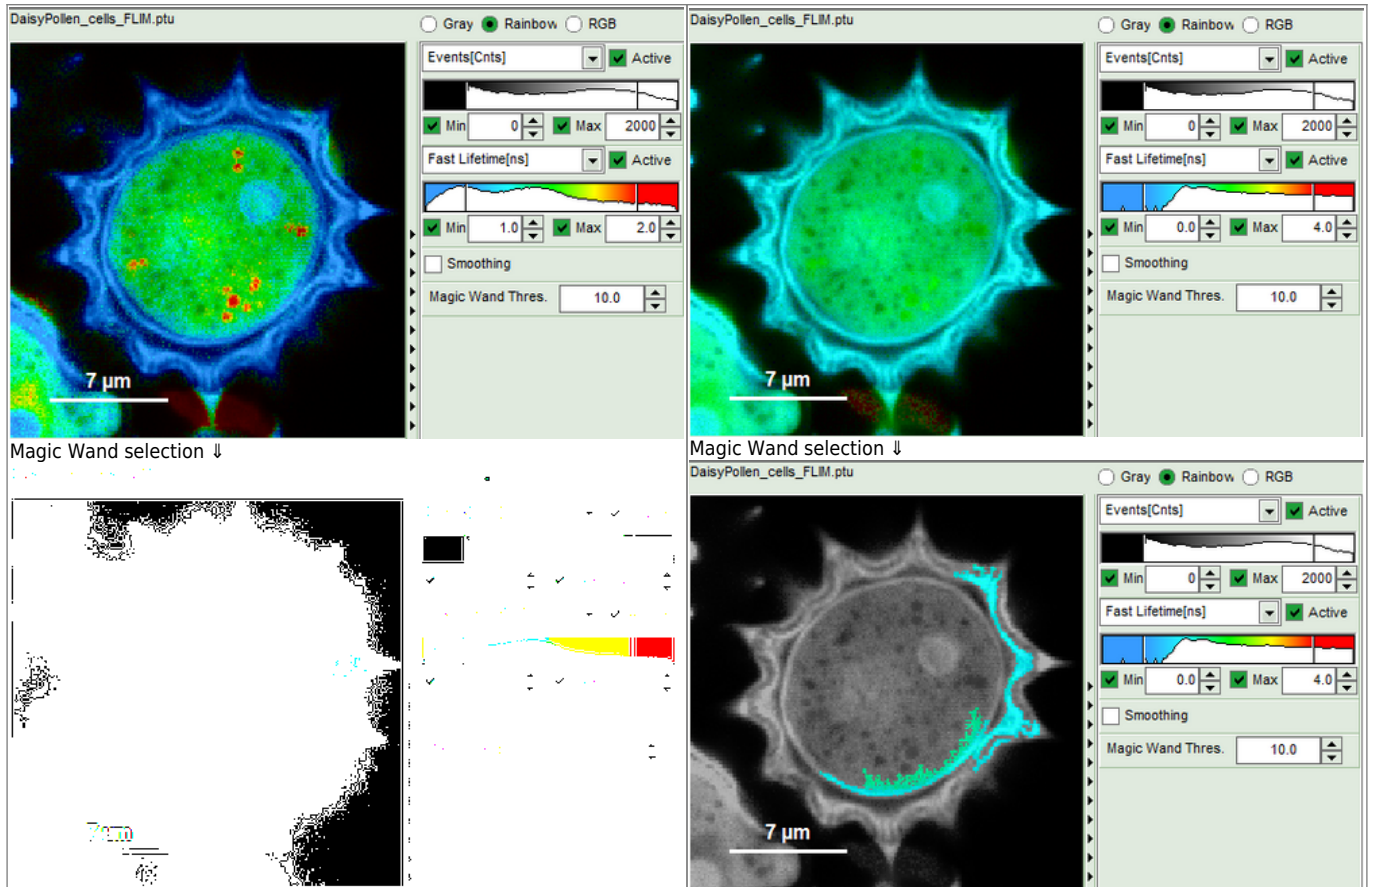 DaisyPollen_cells_FLIM.ptu
Gray Rainbow RGB
Events[Cnts] Active
Min 0 Max 2000
Fast Lifetime[ns] Active
Min 1.0 Max 2.0
Smoothing
Magic Wand Thres. 10.0
7 µm
Magic Wand selection ⇓
DaisyPollen_cells_FLIM.ptu
Gray Rainbow RGB
Events[Cnts] Active
Min 0 Max 2000
Fast Lifetime[ns] Active
Min 0.0 Max 4.0
Smoothing
Magic Wand Thres. 10.0
7 µm
Magic Wand selection ⇓
DaisyPollen_cells_FLIM.ptu
Gray Rainbow RGB
Events[Cnts] Active
Min 0 Max 2000
Fast Lifetime[ns] Active
Min 0.0 Max 4.0
Smoothing
Magic Wand Thres. 10.0
7 µm